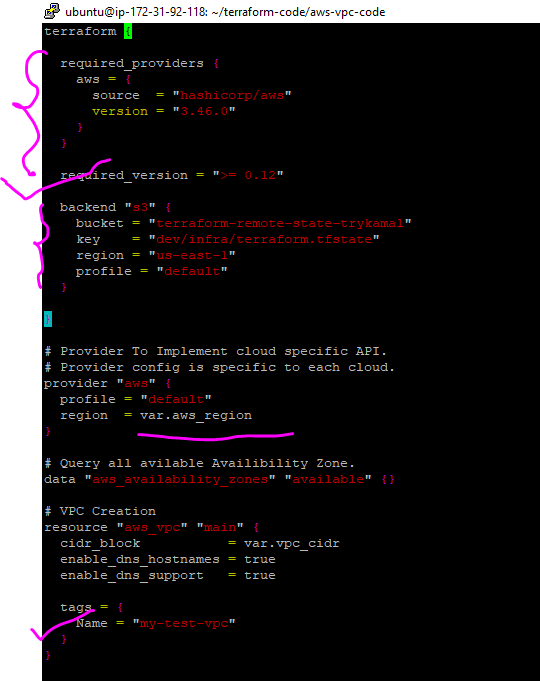 ubuntu@ip-172-31-92-118: ~/terraform-code/aws-vpc-code
terraform {
required_providers {
aws = {
source = "hashicorp/aws"
version = "3.46.0"
}
}
required_version = ">= 0.12"
backend "s3" {
bucket = "terraform-remote-state-trykamal"
key = "dev/infra/terraform.tfstate"
region = "us-east-1"
profile = "default"
}
}
# Provider To Implement cloud specific API.
# Provider config is specific to each cloud.
provider "aws" {
profile = "default"
region = var.aws_region
}
# Query all avilable Availibility Zone.
data "aws_availability_zones" "available" {}
# VPC Creation
resource "aws_vpc" "main" {
cidr_block = var.vpc_cidr
enable_dns_hostnames = true
enable_dns_support = true
tags = {
Name = "my-test-vpc"
}
}